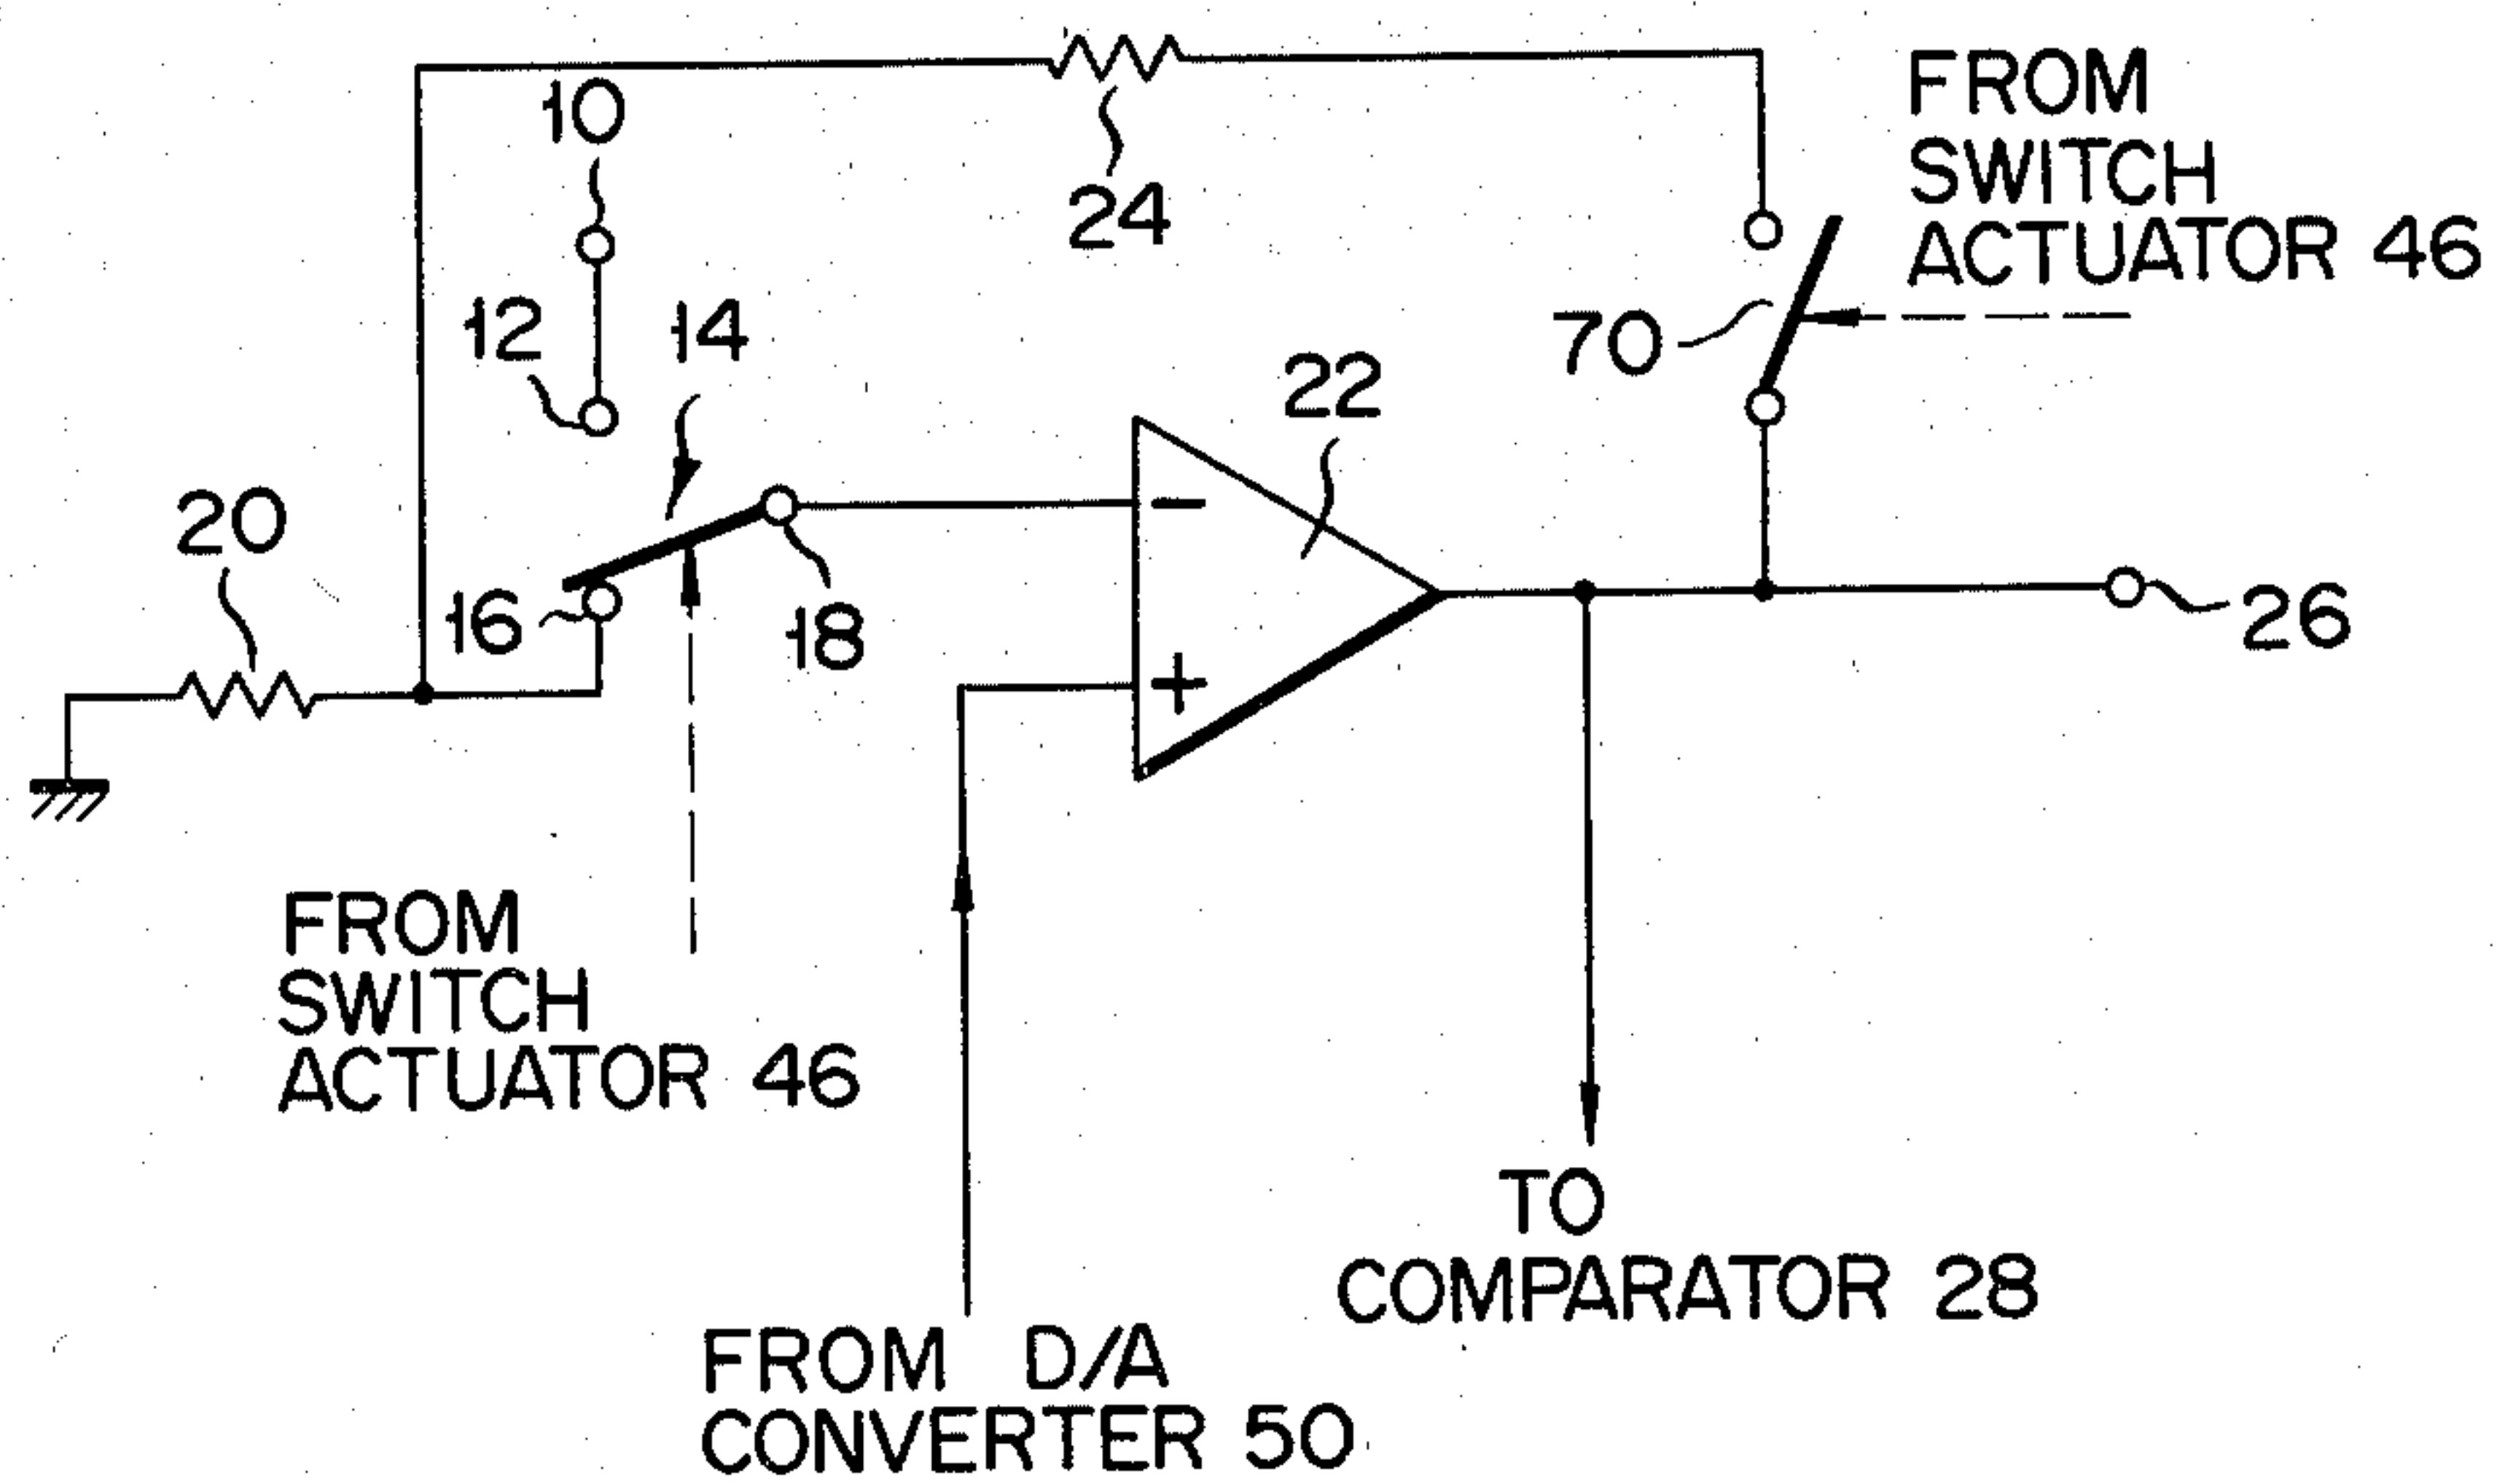 10
24
FROM
SWITCH
ACTUATOR 46
12
14
70
22
20
16
18
-
+
26
FROM
SWITCH
ACTUATOR 46
TO
COMPARATOR 28
FROM D/A
CONVERTER 50